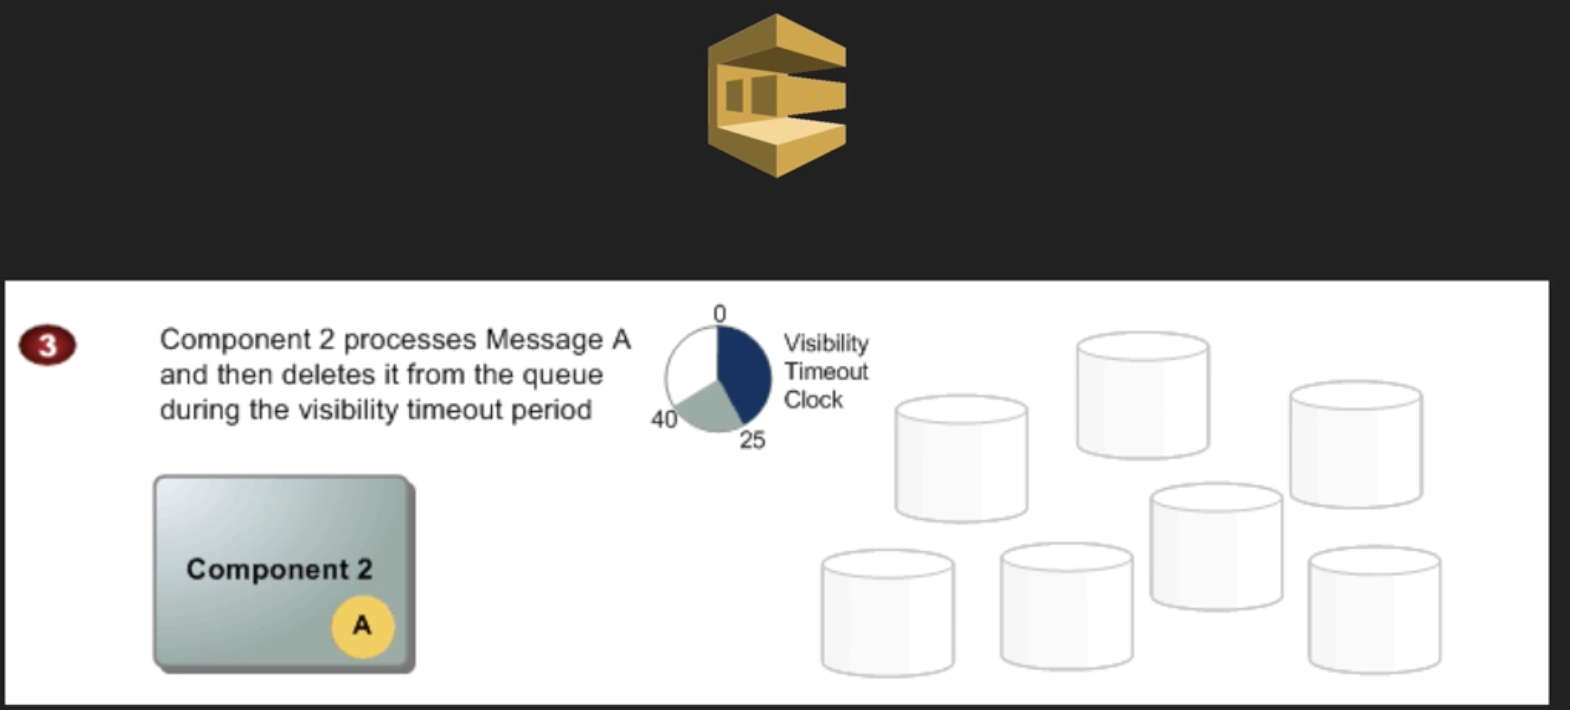 3
Component 2 processes Message A
and then deletes it from the queue
during the visibility timeout period
0
40
25
Visibility
Timeout
Clock
Component 2
A